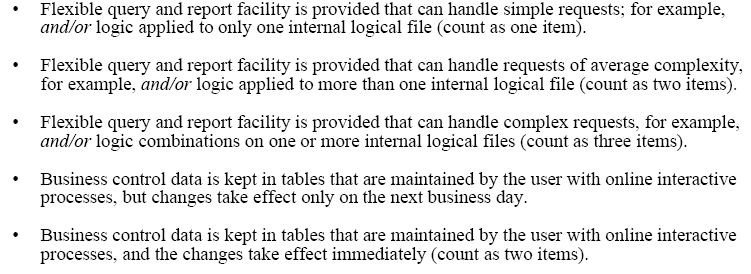 • Flexible query and report facility is provided that can handle simple requests; for example,
and/or logic applied to only one internal logical file (count as one item).
• Flexible query and report facility is provided that can handle requests of average complexity,
for example, and/or logic applied to more than one internal logical file (count as two items).
• Flexible query and report facility is provided that can handle complex requests, for example,
and/or logic combinations on one or more internal logical files (count as three items).
• Business control data is kept in tables that are maintained by the user with online interactive
processes, but changes take effect only on the next business day.
• Business control data is kept in tables that are maintained by the user with online interactive
processes, and the changes take effect immediately (count as two items).